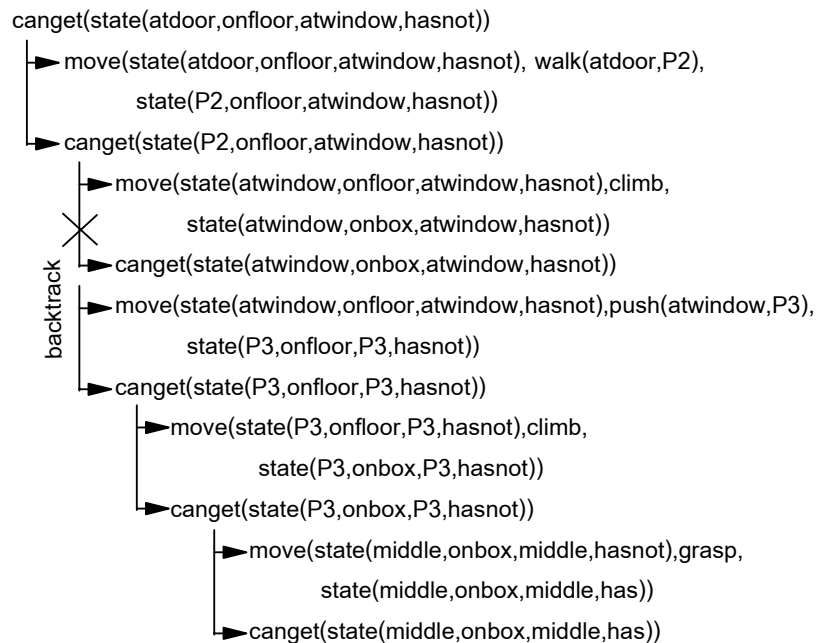 canget(state(atdoor,onfloor,atwindow,hasnot))
move(state(atdoor,onfloor,atwindow,hasnot), walk(atdoor,P2),
state(P2,onfloor,atwindow,hasnot))
canget(state(P2,onfloor,atwindow,hasnot))
move(state(atwindow,onfloor,atwindow,hasnot),climb,
state(atwindow,onbox,atwindow,hasnot))
canget(state(atwindow,onbox,atwindow,hasnot))
backtrack
move(state(atwindow,onfloor,atwindow,hasnot),push(atwindow,P3),
state(P3,onfloor,P3,hasnot))
canget(state(P3,onfloor,P3,hasnot))
move(state(P3,onfloor,P3,hasnot),climb,
state(P3,onbox,P3,hasnot))
canget(state(P3,onbox,P3,hasnot))
move(state(middle,onbox,middle,hasnot),grasp,
state(middle,onbox,middle,has))
canget(state(middle,onbox,middle,has))